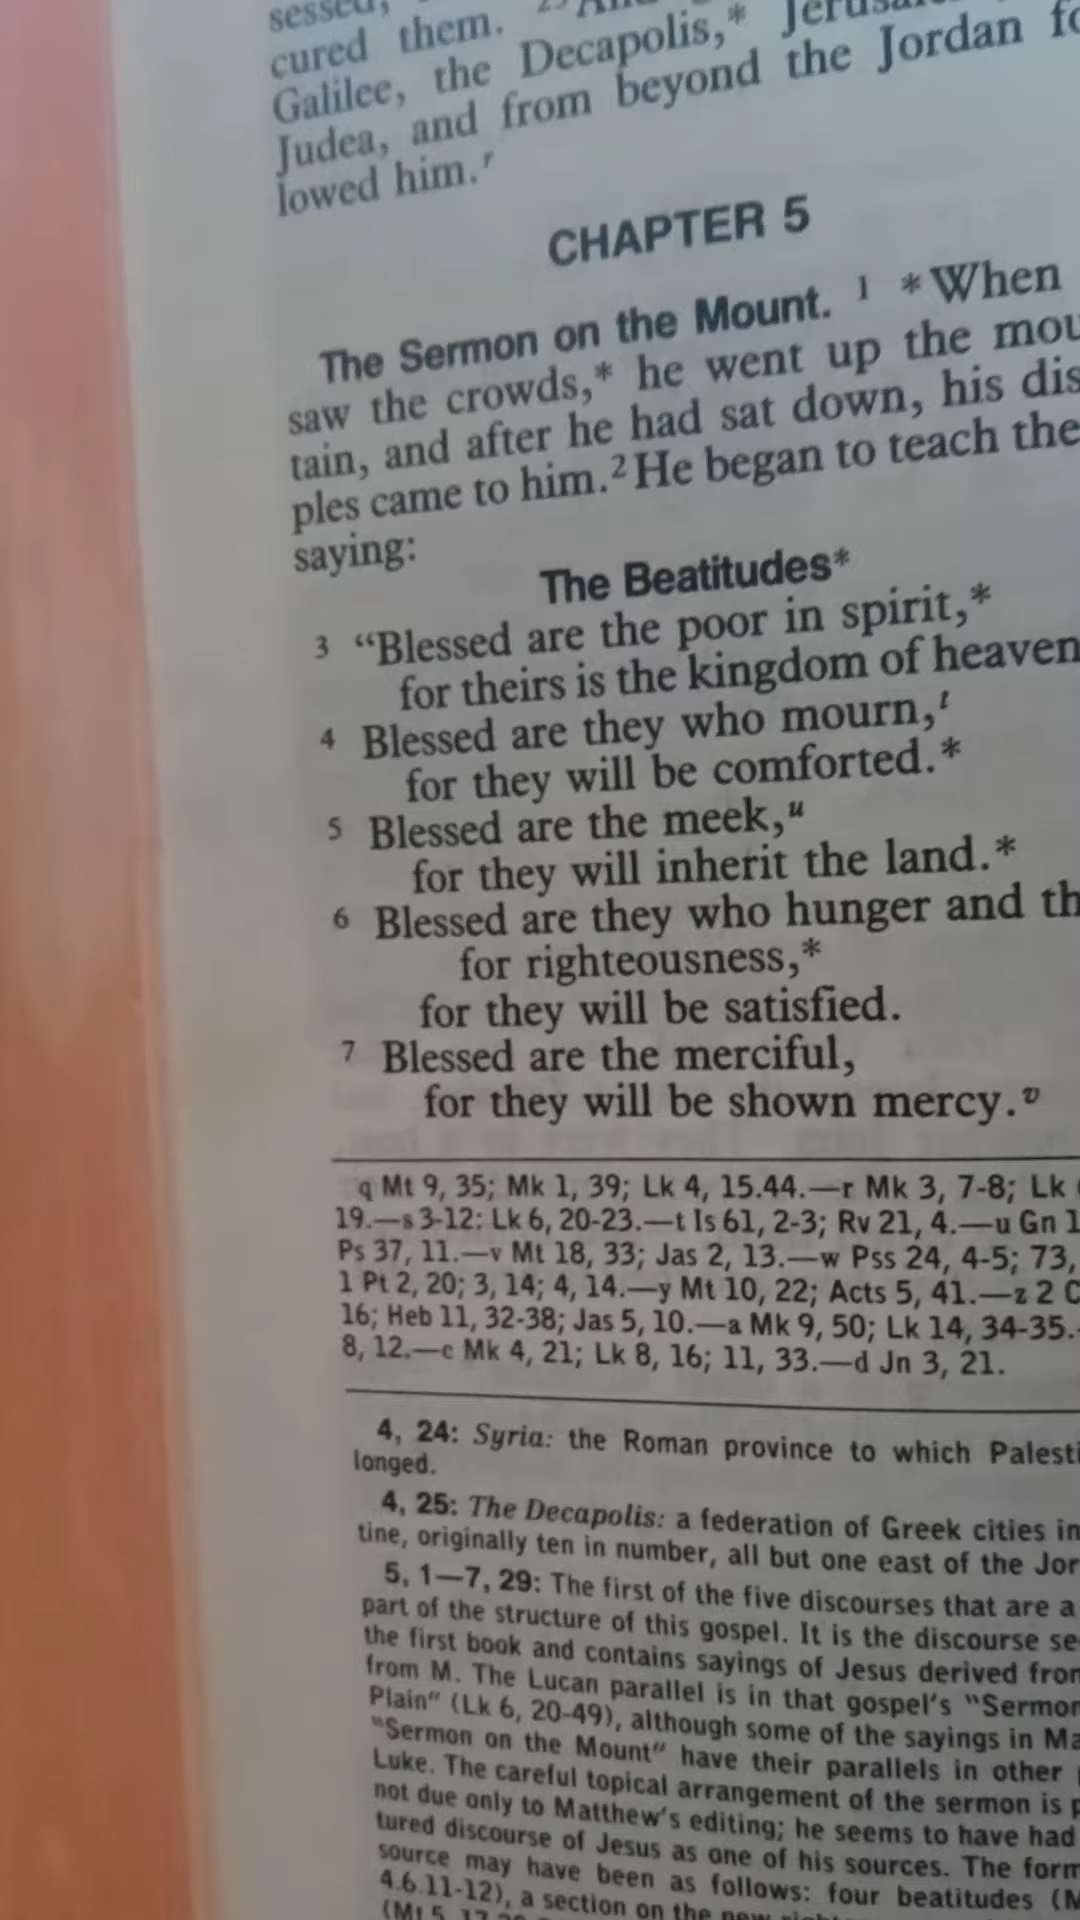 cured them.
Galilee, the Decapolis,*
Judea, and from beyond the Jordan
lowed him.r
CHAPTER 5
The Sermon on the Mount. 1 *When
saw the crowds,* he went up the mou
tain, and after he had sat down, his dis
ples came to him.2 He began to teach the
saying:
The Beatitudes*
3 “Blessed are the poor in spirit,*
for theirs is the kingdom of heaven
4 Blessed are they who mourn,t
for they will be comforted.*
5 Blessed are the meek,u
for they will inherit the land.*
6 Blessed are they who hunger and th
for righteousness,*
for they will be satisfied.
7 Blessed are the merciful,
for they will be shown mercy.v
q Mt 9, 35; Mk 1, 39; Lk 4, 15.44.—r Mk 3, 7-8; Lk
19.—s 3-12: Lk 6, 20-23.—t Is 61, 2-3; Rv 21, 4.—u Gn 1
Ps 37, 11.—v Mt 18, 33; Jas 2, 13.—w Pss 24, 4-5; 73,
1 Pt 2, 20; 3, 14; 4, 14.—y Mt 10, 22; Acts 5, 41.—z 2 C
16; Heb 11, 32-38; Jas 5, 10.—a Mk 9, 50; Lk 14, 34-35.
8, 12.—c Mk 4, 21; Lk 8, 16; 11, 33.—d Jn 3, 21.
4, 24: Syria: the Roman province to which Palesti
longed.
4, 25: The Decapolis: a federation of Greek cities in
tine, originally ten in number, all but one east of the Jor
5, 1—7, 29: The first of the five discourses that are a
part of the structure of this gospel. It is the discourse se
the first book and contains sayings of Jesus derived from
from M. The Lucan parallel is in that gospel's "Sermon
Plain" (Lk 6, 20-49), although some of the sayings in Ma
"Sermon on the Mount" have their parallels in other
Luke. The careful topical arrangement of the sermon is p
not due only to Matthew's editing; he seems to have had
tured discourse of Jesus as one of his sources. The form
source may have been as follows: four beatitudes (M
4.6.11-12), a section on the new